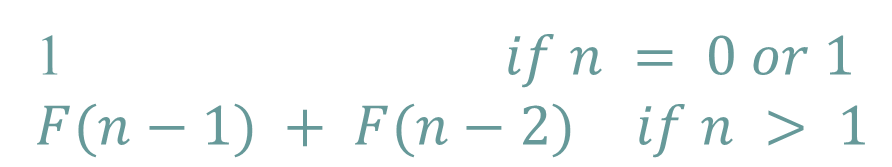 1 if n = 0 or 1
F(n − 1) + F(n − 2) if n > 1